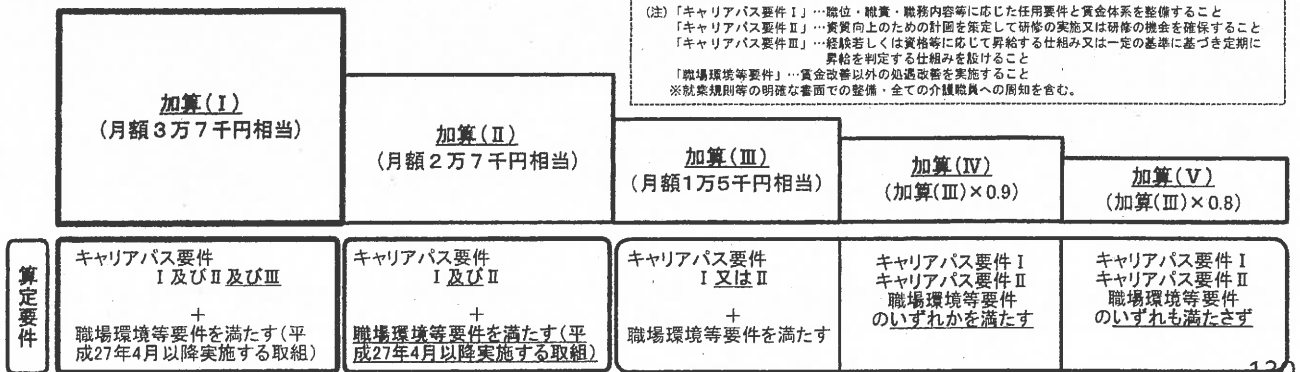 (注)「キャリアパス要件Ⅰ」…職位・職責・職務内容等に応じた任用要件と賃金体系を整備すること
「キャリアパス要件Ⅱ」…資質向上のための計画を策定して研修の実施又は研修の機会を確保すること
「キャリアパス要件Ⅲ」…経験若しくは資格等に応じて昇給する仕組み又は一定の基準に基づき定期に
昇給を判定する仕組みを設けること
「職場環境等要件」…賃金改善以外の処遇改善を実施すること
※就業規則等の明確な書面での整備・全ての介護職員への周知を含む。
加算(Ⅰ)
(月額3万7千円相当)
加算(Ⅱ)
(月額2万7千円相当)
加算(Ⅲ)
(月額1万5千円相当)
加算(Ⅳ)
(加算(Ⅲ)×0.9)
加算(Ⅴ)
(加算(Ⅲ)×0.8)
算定要件
キャリアパス要件
Ⅰ及びⅡ及びⅢ
+
職場環境等要件を満たす(平
成27年4月以降実施する取組)
キャリアパス要件
Ⅰ及びⅡ
+
職場環境等要件を満たす(平
成27年4月以降実施する取組)
キャリアパス要件
Ⅰ又はⅡ
+
職場環境等要件を満たす
キャリアパス要件Ⅰ
キャリアパス要件Ⅱ
職場環境等要件
のいずれかを満たす
キャリアパス要件Ⅰ
キャリアパス要件Ⅱ
職場環境等要件
のいずれも満たさず